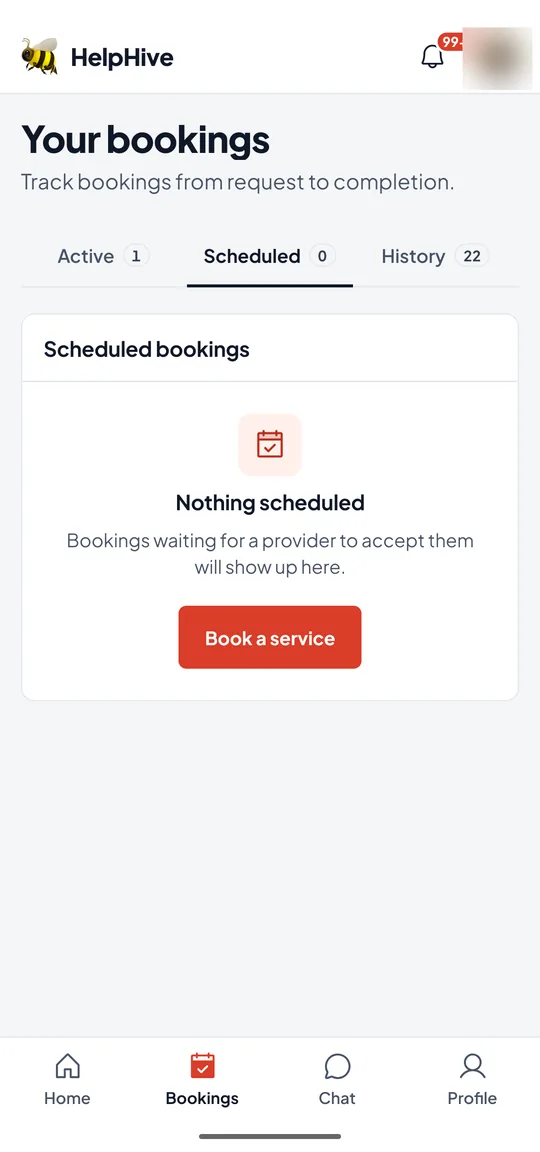 HelpHive
99+
Your bookings
Track bookings from request to completion.
Active 1
Scheduled 0
History 22
Scheduled bookings
Nothing scheduled
Bookings waiting for a provider to accept them
will show up here.
Book a service
Home
Bookings
Chat
Profile